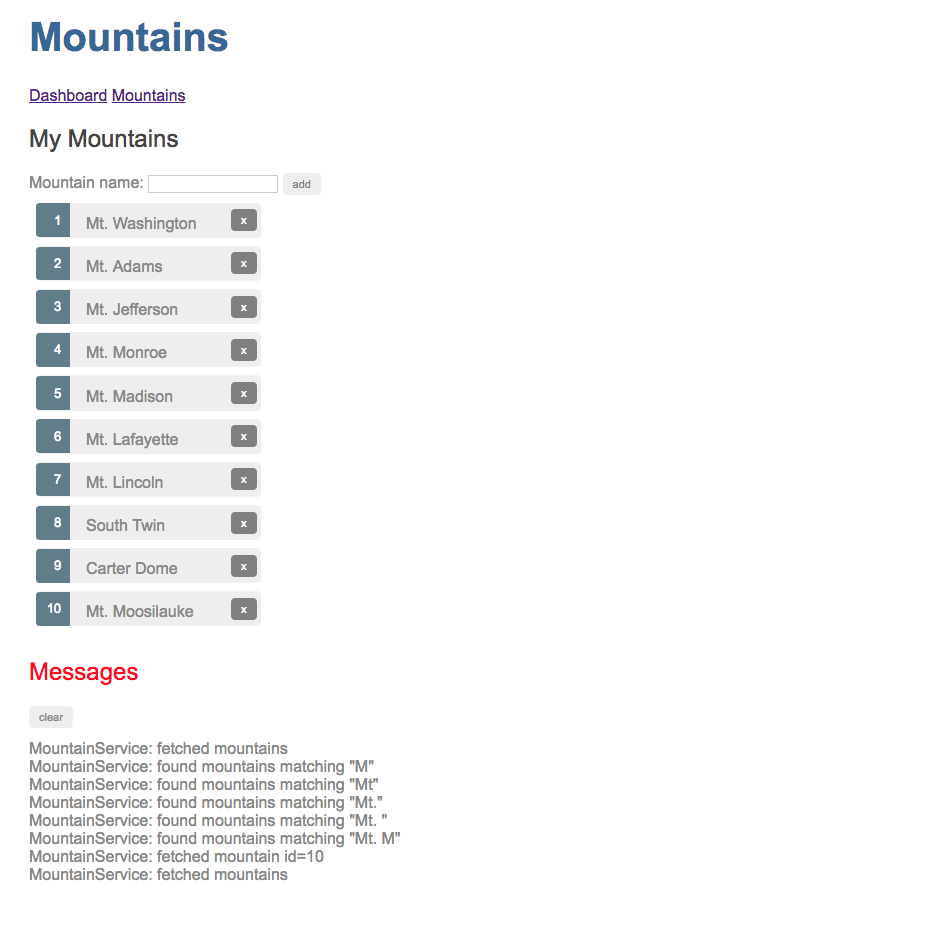 Mountains
Dashboard Mountains
My Mountains
Mountain name: add
1 Mt. Washington x
2 Mt. Adams x
3 Mt. Jefferson x
4 Mt. Monroe x
5 Mt. Madison x
6 Mt. Lafayette x
7 Mt. Lincoln x
8 South Twin x
9 Carter Dome x
10 Mt. Moosilauke x
Messages
clear
MountainService: fetched mountains
MountainService: found mountains matching "M"
MountainService: found mountains matching "Mt"
MountainService: found mountains matching "Mt."
MountainService: found mountains matching "Mt. "
MountainService: found mountains matching "Mt. M"
MountainService: fetched mountain id=10
MountainService: fetched mountains